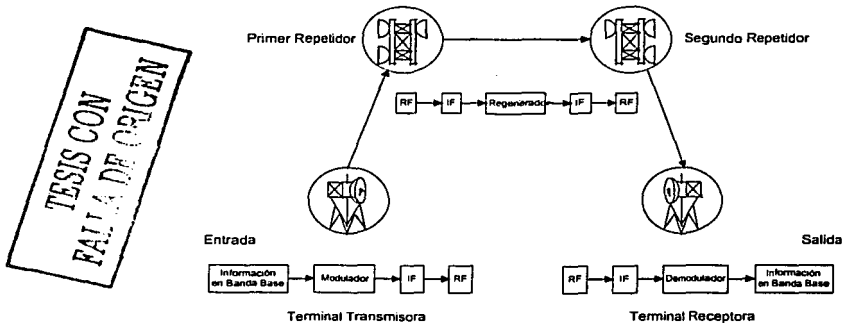 Primer Repetidor
Segundo Repetidor
TESIS CON
FALLA DE ORIGEN
RF
IF
Regenerador
IF
RF
Entrada
Salida
Información
en Banda Base
Modulador
IF
RF
RF
IF
Demodulador
Información
en Banda Base
Terminal Transmisora
Terminal Receptora